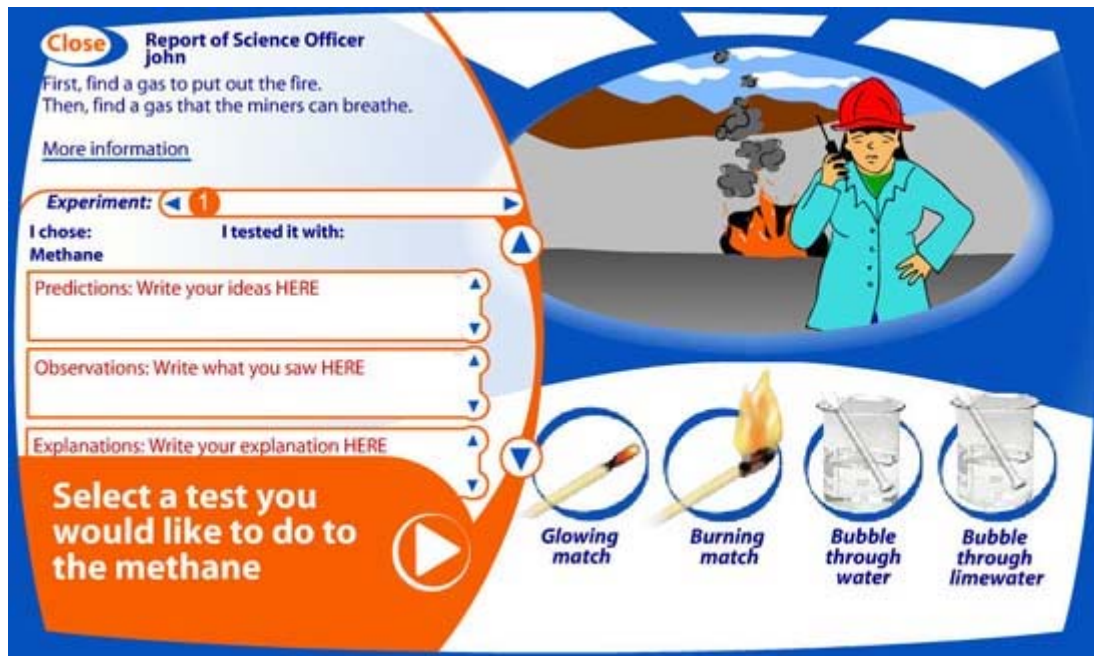 Close
Report of Science Officer
john
First, find a gas to put out the fire.
Then, find a gas that the miners can breathe.
More information
Experiment: 1
I chose: I tested it with:
Methane
Predictions: Write your ideas HERE
Observations: Write what you saw HERE
Explanations: Write your explanation HERE
Select a test you
would like to do to
the methane
Glowing
match
Burning
match
Bubble
through
water
Bubble
through
limewater